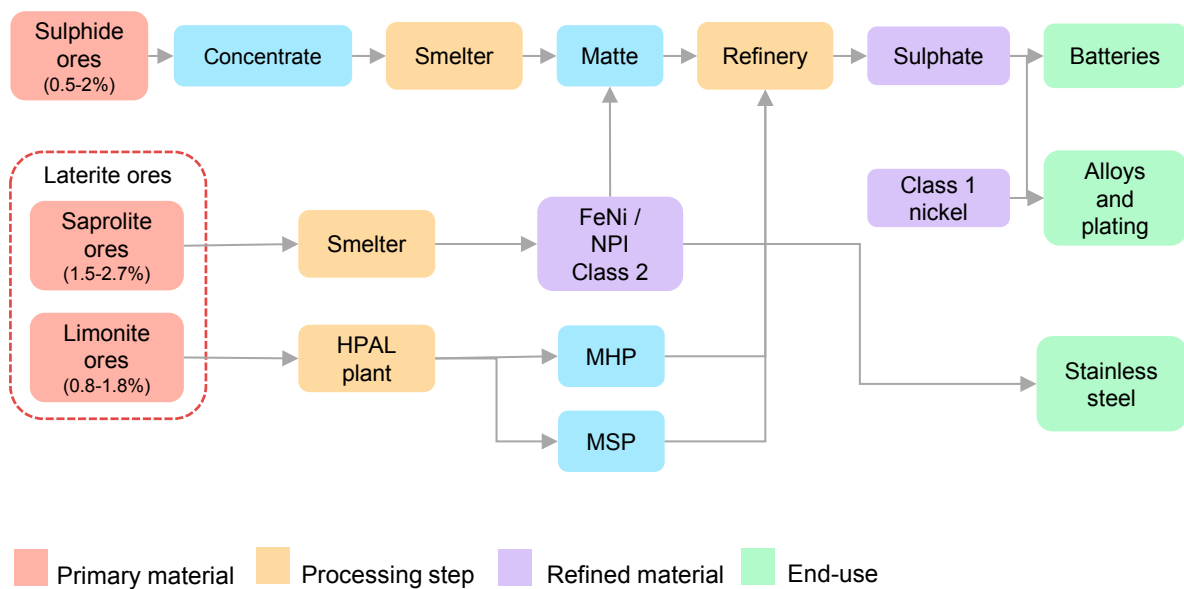 Sulphide
ores
(0.5-2%)
Concentrate
Smelter
Matte
Refinery
Sulphate
Batteries
Laterite ores
Saprolite
ores
(1.5-2.7%)
Smelter
FeNi /
NPI
Class 2
Class 1
nickel
Alloys
and
plating
Limonite
ores
(0.8-1.8%)
HPAL
plant
MHP
MSP
Stainless
steel
Primary material
Processing step
Refined material
End-use